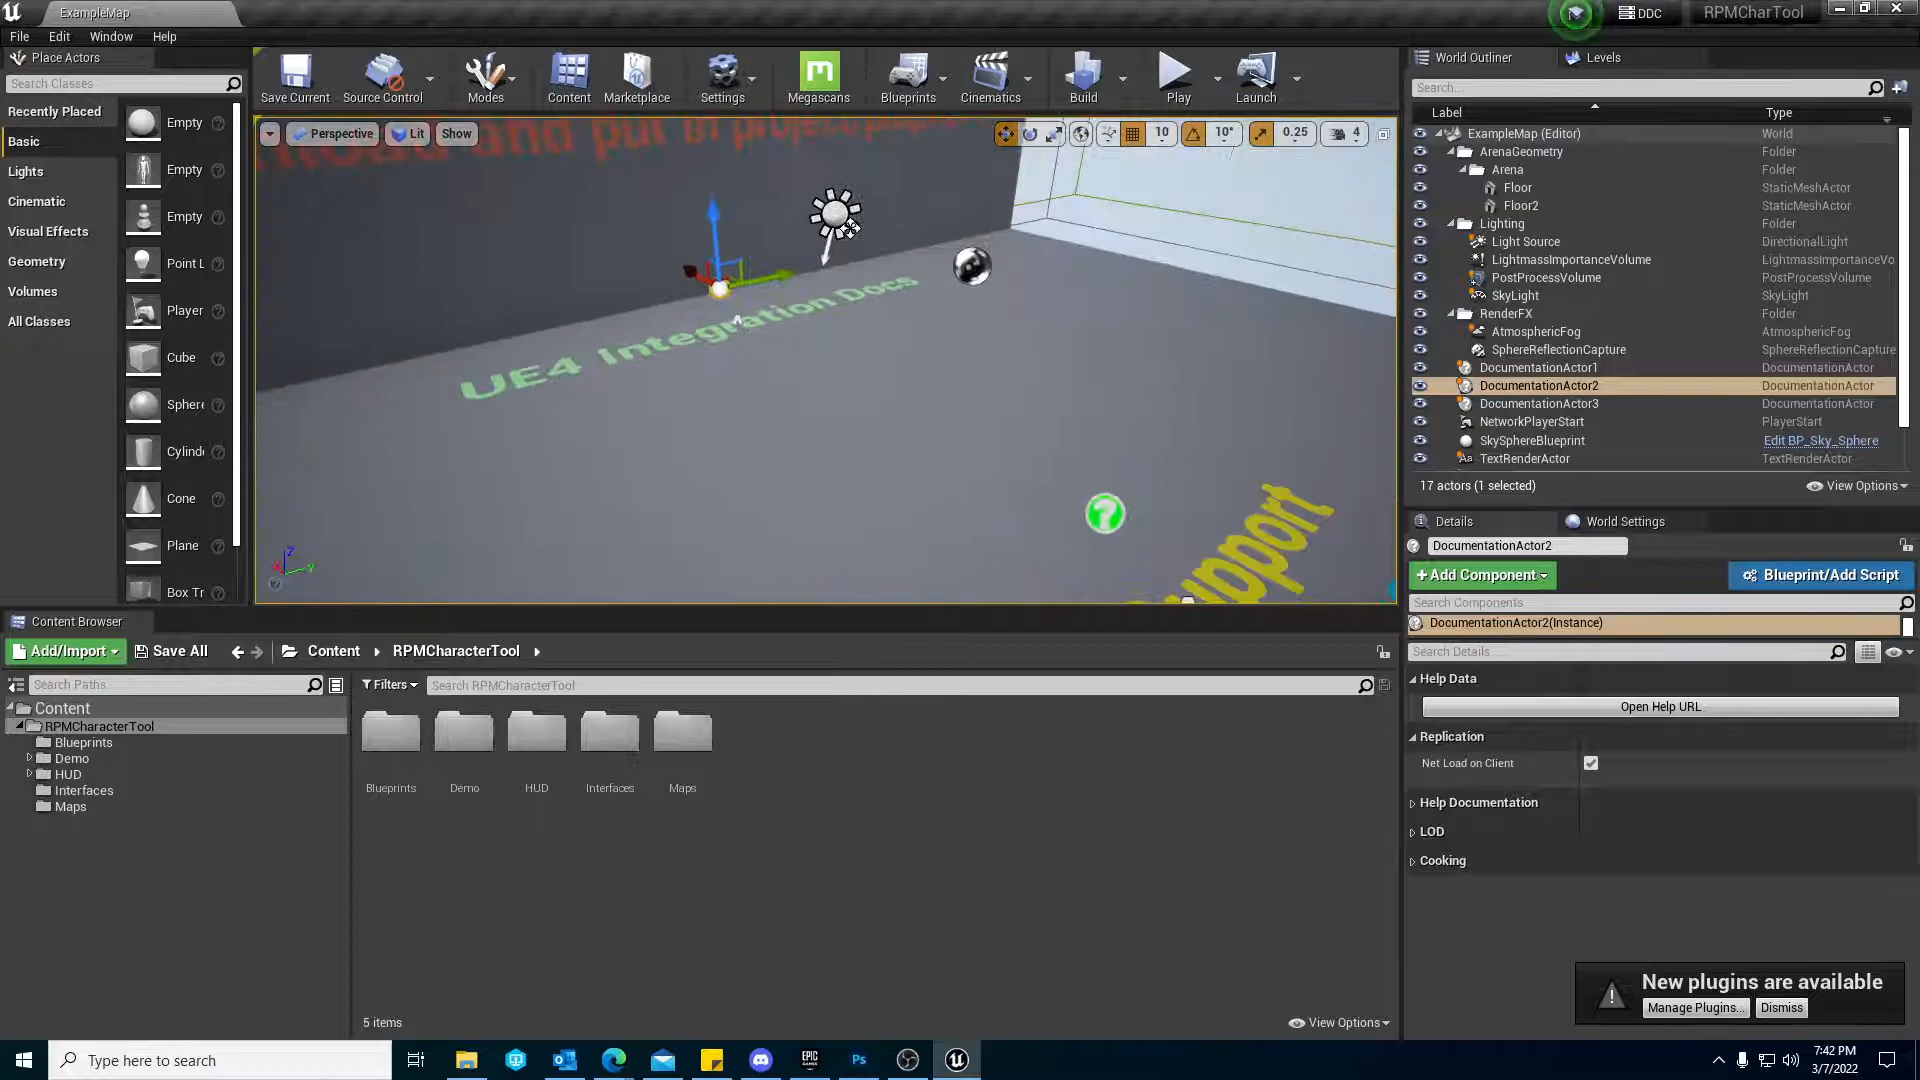 ExampleMap
DDC
RPMCharTool
File Edit Window Help
Place Actors
Search Classes
Recently Placed
Basic
Lights
Cinematic
Visual Effects
Geometry
Volumes
All Classes
Empty
Empty
Empty
Point L
Player
Cube
Sphere
Cylind
Cone
Plane
Box Tr
Save Current
Source Control
Modes
Content
Marketplace
Settings
Megascans
Blueprints
Cinematics
Build
Play
Launch
Perspective
Lit
Show
10
10°
0.25
4
and put in project
UE4 Integration Docs
World Outliner
Levels
Search...
Label Type
ExampleMap (Editor) World
ArenaGeometry Folder
Arena Folder
Floor StaticMeshActor
Floor2 StaticMeshActor
Lighting Folder
Light Source DirectionalLight
LightmassImportanceVolume LightmassImportanceVo
PostProcessVolume PostProcessVolume
SkyLight SkyLight
RenderFX Folder
AtmosphericFog AtmosphericFog
SphereReflectionCapture SphereReflectionCapture
DocumentationActor1 DocumentationActor
DocumentationActor2 DocumentationActor
DocumentationActor3 DocumentationActor
NetworkPlayerStart PlayerStart
SkySphereBlueprint Edit BP_Sky_Sphere
TextRenderActor TextRenderActor
17 actors (1 selected)
View Options
Details
World Settings
DocumentationActor2
+Add Component
Blueprint/Add Script
Search Components
DocumentationActor2(Instance)
Search Details
Help Data
Open Help URL
Replication
Net Load on Client
Help Documentation
LOD
Cooking
Content Browser
Add/Import
Save All
Content
RPMCharacterTool
Search Paths
Filters
Search RPMCharacterTool
Content
RPMCharacterTool
Blueprints
Demo
HUD
Interfaces
Maps
Blueprints
Demo
HUD
Interfaces
Maps
5 items
View Options
New plugins are available
Manage Plugins...
Dismiss
Type here to search
EPIC
GAMES
Ps
7:42 PM
3/7/2022